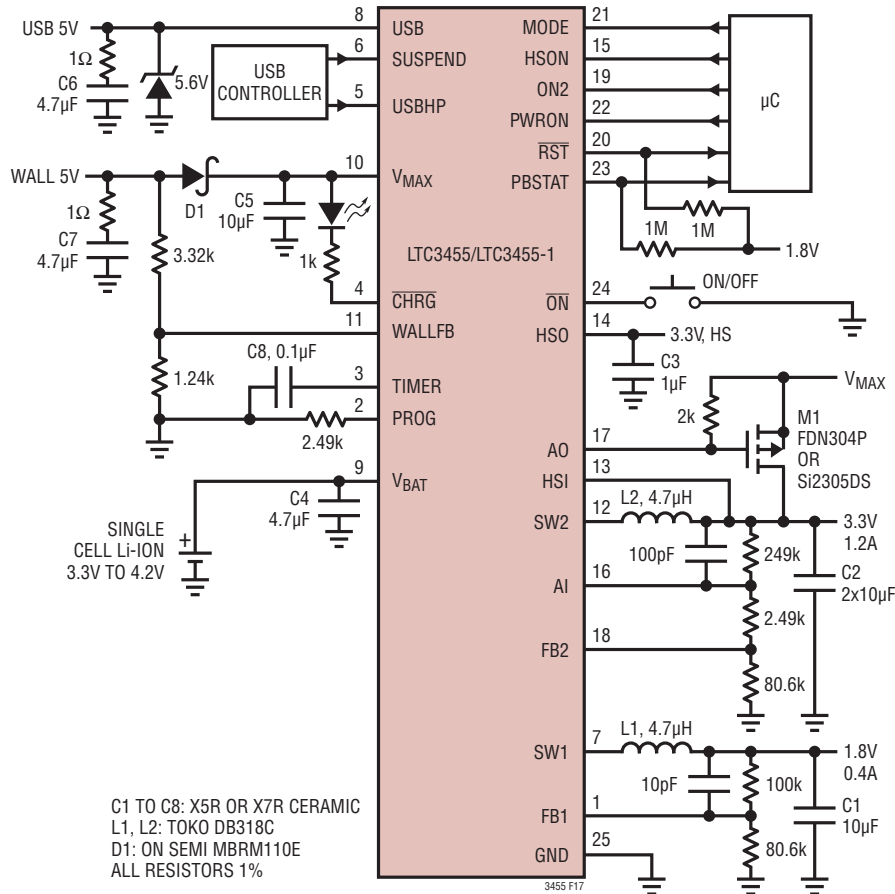 USB 5V
1Ω
C6
4.7µF
5.6V
USB
CONTROLLER
8
USB
6
SUSPEND
5
USBHP
WALL 5V
1Ω
C7
4.7µF
D1
3.32k
C5
10µF
1k
10
VMAX
LTC3455/LTC3455-1
4
CHRG
11
WALLFB
C8, 0.1µF
1.24k
3
TIMER
2
PROG
2.49k
9
VBAT
C4
4.7µF
SINGLE
CELL Li-ION
3.3V TO 4.2V
+
MODE
21
HSON
15
ON2
19
PWRON
22
RST
20
PBSTAT
23
µC
1M
1M
1.8V
ON
24
ON/OFF
HSO
14
3.3V, HS
C3
1µF
VMAX
2k
M1
FDN304P
OR
Si2305DS
AO
17
HSI
13
SW2
12
L2, 4.7µH
3.3V
1.2A
100pF
249k
C2
2x10µF
AI
16
2.49k
FB2
18
80.6k
SW1
7
L1, 4.7µH
1.8V
0.4A
10pF
100k
C1
10µF
FB1
1
80.6k
GND
25
C1 TO C8: X5R OR X7R CERAMIC
L1, L2: TOKO DB318C
D1: ON SEMI MBRM110E
ALL RESISTORS 1%
3455 F17